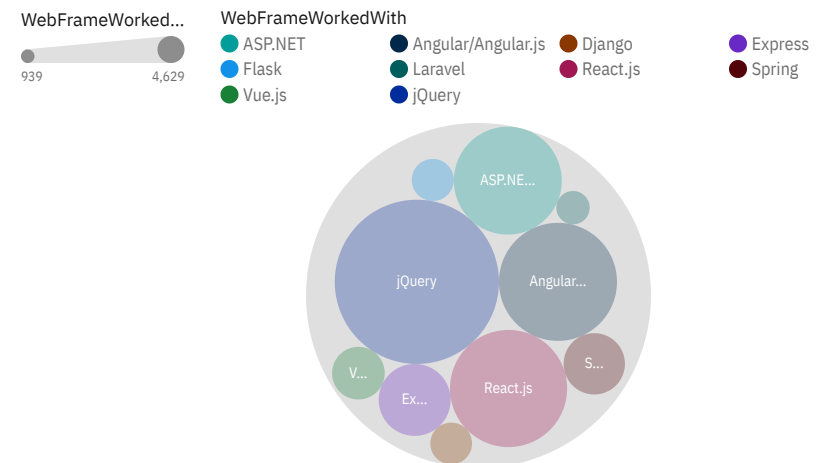 WebFrameWorked...
939 4,629
WebFrameWorkedWith
ASP.NET Angular/Angular.js Django Express
Flask Laravel React.js Spring
Vue.js jQuery
ASP.NE...
jQuery Angular...
S...
V... React.js
Ex...